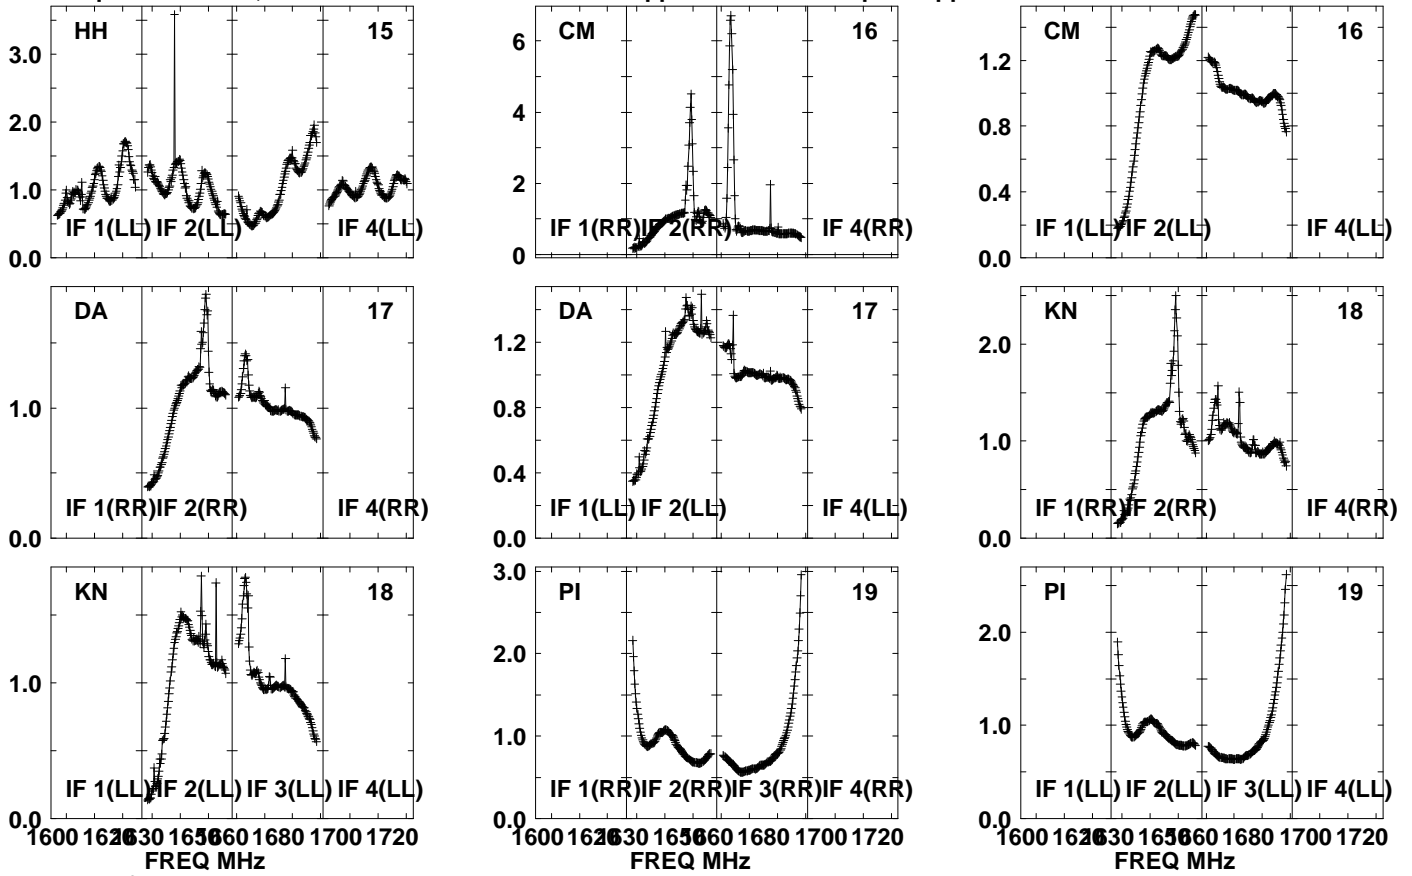 HH 15 CM 16 CM 16
3.0 6 1.2
2.0 4 0.8
1.0 2 0.4
0.0 0 0.0
IF 1(LL) IF 2(LL) IF 4(LL) IF 1(RR) IF 2(RR) IF 4(RR) IF 1(LL) IF 2(LL) IF 4(LL)
DA 17 DA 17 KN 18
1.0 1.2 2.0
0.8 1.0
0.4
0.0 0.0 0.0
IF 1(RR) IF 2(RR) IF 4(RR) IF 1(LL) IF 2(LL) IF 4(LL) IF 1(RR) IF 2(RR) IF 4(RR)
KN 18 PI 19 PI 19
1.0 3.0 2.0
2.0 1.0
1.0
0.0 0.0 0.0
IF 1(LL) IF 2(LL) IF 3(LL) IF 4(LL) IF 1(RR) IF 2(RR) IF 3(RR) IF 4(RR) IF 1(LL) IF 2(LL) IF 3(LL) IF 4(LL)
1600 1620 1630 1650 1660 1680 1700 1720 1600 1620 1630 1650 1660 1680 1700 1720 1600 1620 1630 1650 1660 1680 1700 1720
FREQ MHz FREQ MHz FREQ MHz